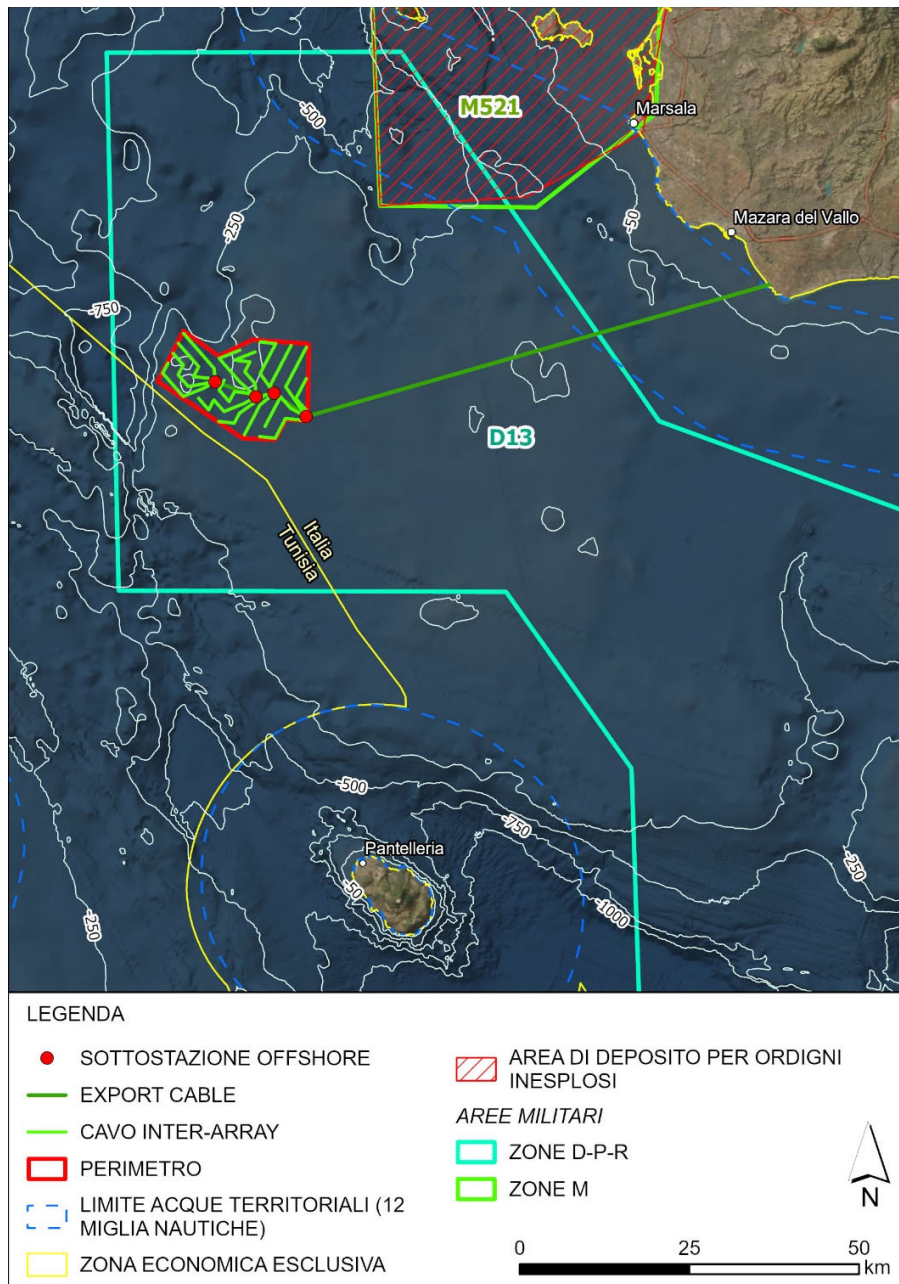 M521
Marsala
-500
Mazara del Vallo
-50
-250
-750
D13
Italia
Tunisia
-500
-750
Pantelleria
-50
-250
-250
-1000
LEGENDA
SOTTOSTAZIONE OFFSHORE
EXPORT CABLE
CAVO INTER-ARRAY
PERIMETRO
LIMITE ACQUE TERRITORIALI (12
MIGLIA NAUTICHE)
ZONA ECONOMICA ESCLUSIVA
AREA DI DEPOSITO PER ORDIGNI
INESPLOSI
AREE MILITARI
ZONE D-P-R
ZONE M
N
0 25 50
km